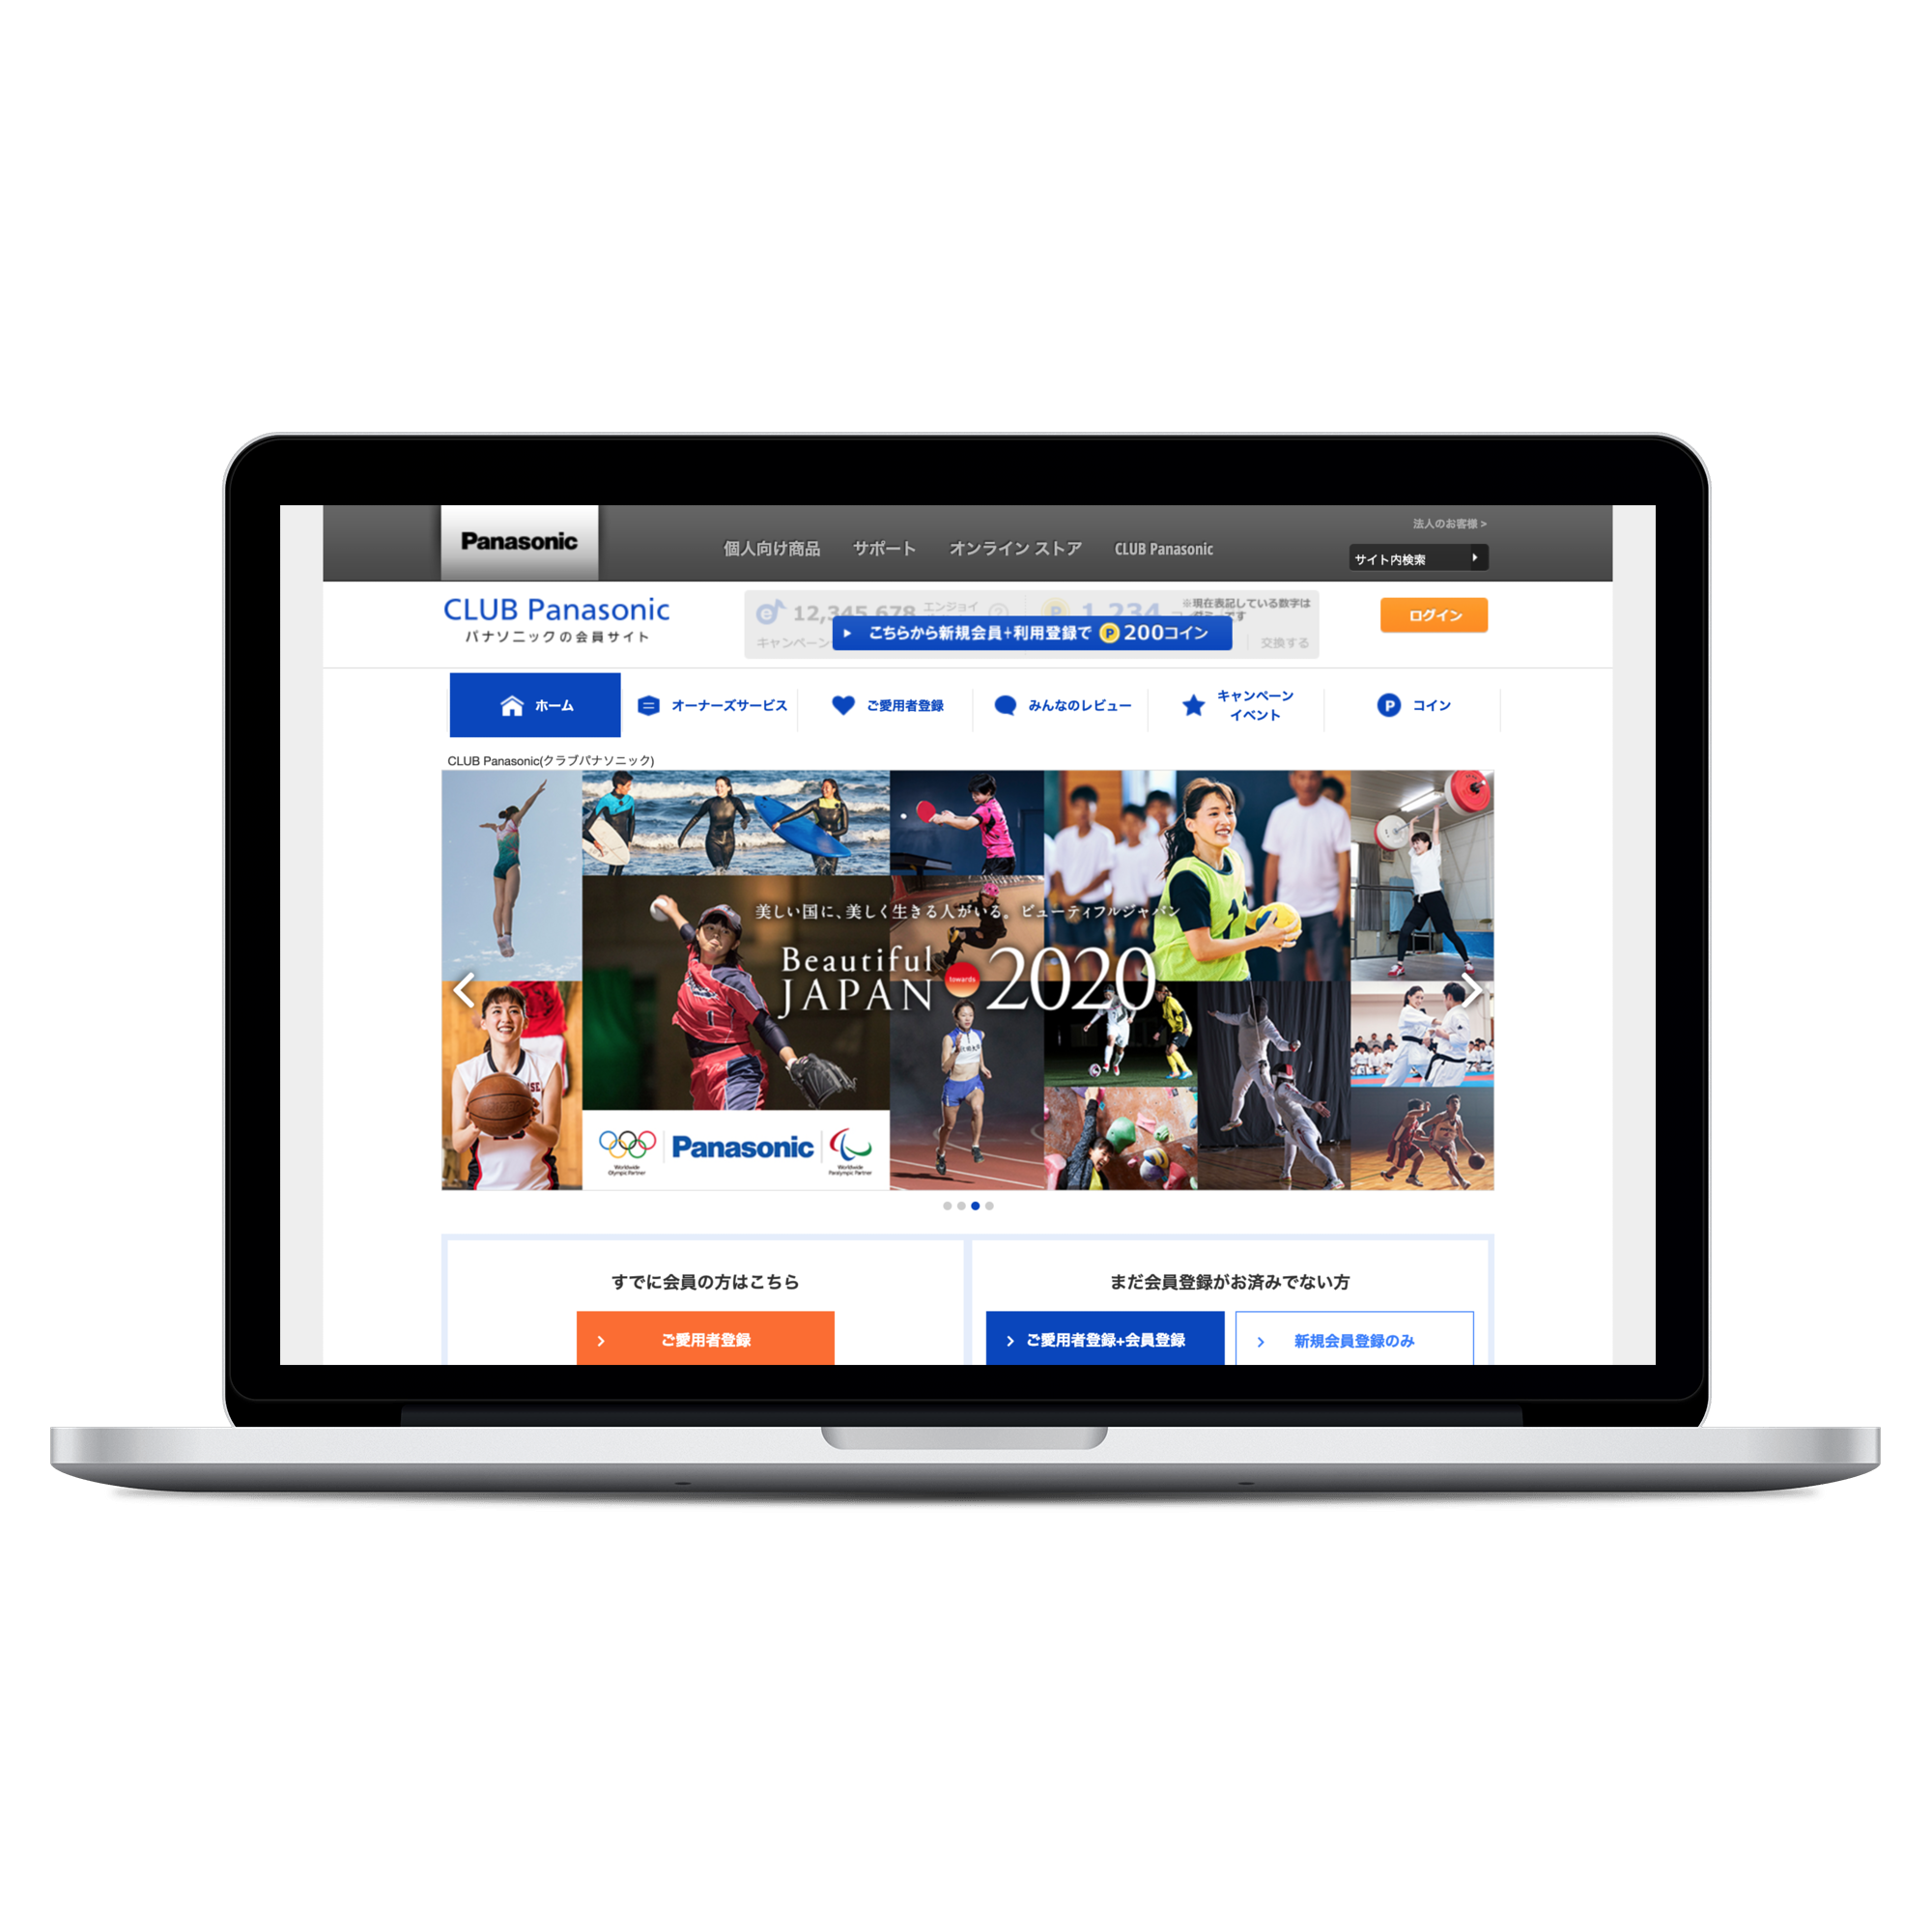 Panasonic
個人向け商品 サポート オンライン ストア CLUB Panasonic
法人のお客様 >
サイト内検索
CLUB Panasonic
パナソニックの会員サイト
12,345,678 エンジョイ
1,234
※現在表記している数字は
キャンペーン
こちらから新規会員+利用登録で P 200コイン
交換する
ログイン
ホーム
オーナーズサービス
ご愛用者登録
みんなのレビュー
キャンペーン
イベント
P コイン
CLUB Panasonic(クラブパナソニック)
美しい国に、美しく生きる人がいる。ビューティフルジャパン
Beautiful
JAPAN
towards
2020
Panasonic
Worldwide
Olympic Partner
Worldwide
Paralympic Partner
すでに会員の方はこちら
ご愛用者登録
まだ会員登録がお済みでない方
ご愛用者登録+会員登録
新規会員登録のみ